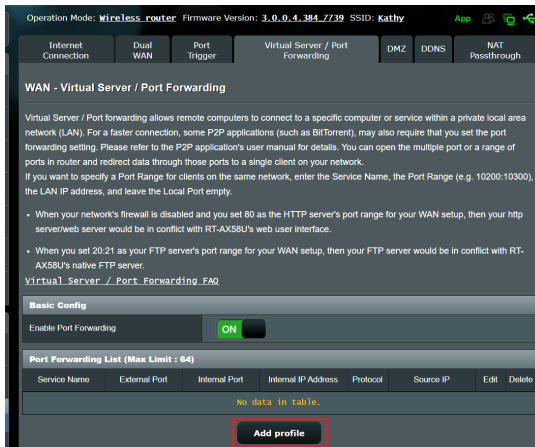 Operation Mode: Wireless router Firmware Version: 3.0.0.4.384_7739 SSID: Kathy App
Internet Connection
Dual WAN
Port Trigger
Virtual Server / Port Forwarding
DMZ
DDNS
NAT Passthrough
WAN - Virtual Server / Port Forwarding
Virtual Server / Port forwarding allows remote computers to connect to a specific computer or service within a private local area
network (LAN). For a faster connection, some P2P applications (such as BitTorrent), may also require that you set the port
forwarding setting. Please refer to the P2P application's user manual for details. You can open the multiple port or a range of
ports in router and redirect data through those ports to a single client on your network.
If you want to specify a Port Range for clients on the same network, enter the Service Name, the Port Range (e.g. 10200:10300),
the LAN IP address, and leave the Local Port empty.
• When your network's firewall is disabled and you set 80 as the HTTP server's port range for your WAN setup, then your http
server/web server would be in conflict with RT-AX58U's web user interface.
• When you set 20:21 as your FTP server's port range for your WAN setup, then your FTP server would be in conflict with RT-
AX58U's native FTP server.
Virtual Server / Port Forwarding FAQ
Basic Config
Enable Port Forwarding ON
Port Forwarding List (Max Limit : 64)
Service Name External Port Internal Port Internal IP Address Protocol Source IP Edit Delete
No data in table.
Add profile